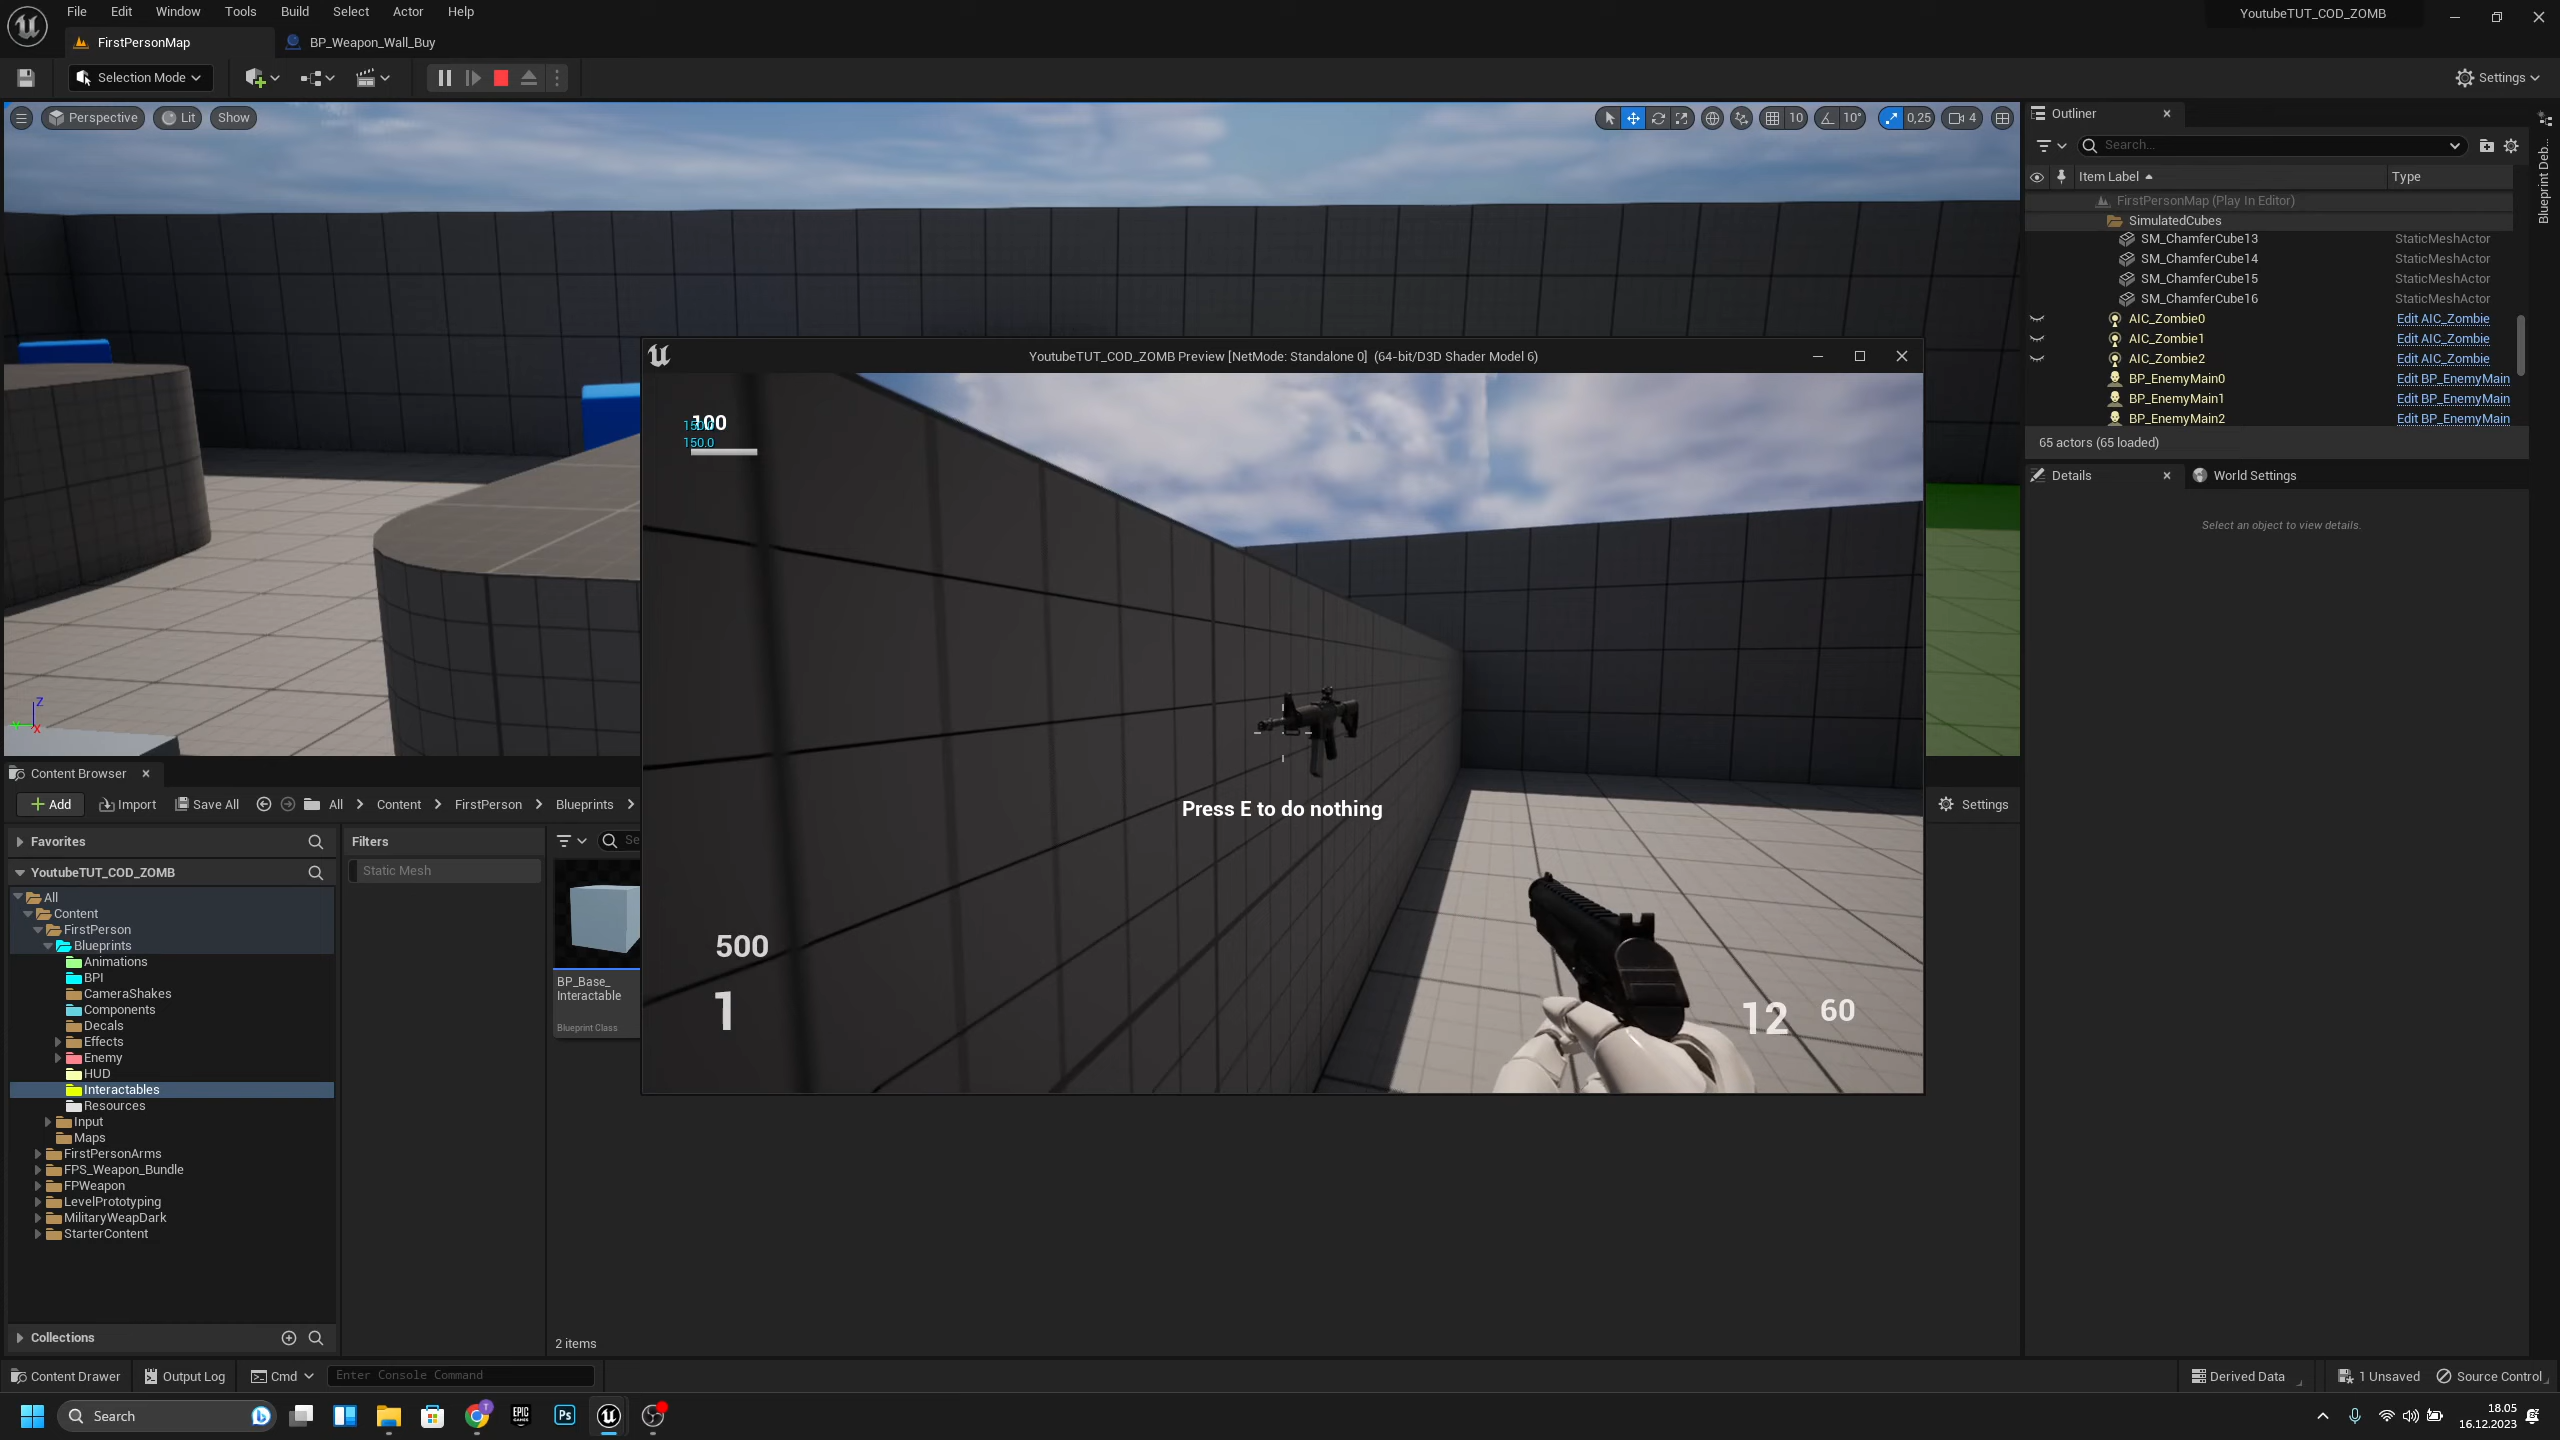 File Edit Window Tools Build Select Actor Help
YoutubeTUT_COD_ZOMB
FirstPersonMap
BP_Weapon_Wall_Buy
Selection Mode
Settings
Perspective
Lit
Show
10
10°
0,25
4
Outliner
Search...
Item Label
Type
FirstPersonMap (Play In Editor)
SimulatedCubes
SM_ChamferCube13 StaticMeshActor
SM_ChamferCube14 StaticMeshActor
SM_ChamferCube15 StaticMeshActor
SM_ChamferCube16 StaticMeshActor
AIC_Zombie0 Edit AIC_Zombie
AIC_Zombie1 Edit AIC_Zombie
AIC_Zombie2 Edit AIC_Zombie
BP_EnemyMain0 Edit BP_EnemyMain
BP_EnemyMain1 Edit BP_EnemyMain
BP_EnemyMain2 Edit BP_EnemyMain
65 actors (65 loaded)
Details
World Settings
Select an object to view details.
Blueprint Deb...
YoutubeTUT_COD_ZOMB Preview [NetMode: Standalone 0] (64-bit/D3D Shader Model 6)
100
150.0
Press E to do nothing
500
1
12 60
Z
X
Content Browser
Add
Import
Save All
All
Content
FirstPerson
Blueprints
Settings
Favorites
Filters
Se
YoutubeTUT_COD_ZOMB
Static Mesh
All
Content
FirstPerson
Blueprints
Animations
BPI
CameraShakes
Components
Decals
Effects
Enemy
HUD
Interactables
Resources
Input
Maps
FirstPersonArms
FPS_Weapon_Bundle
FPWeapon
LevelPrototyping
MilitaryWeapDark
StarterContent
BP_Base_
Interactable
Blueprint Class
Collections
2 items
Content Drawer
Output Log
Cmd
Enter Console Command
Derived Data
1 Unsaved
Source Control
Search
EPIC
GAMES
Ps
18.05
16.12.2023